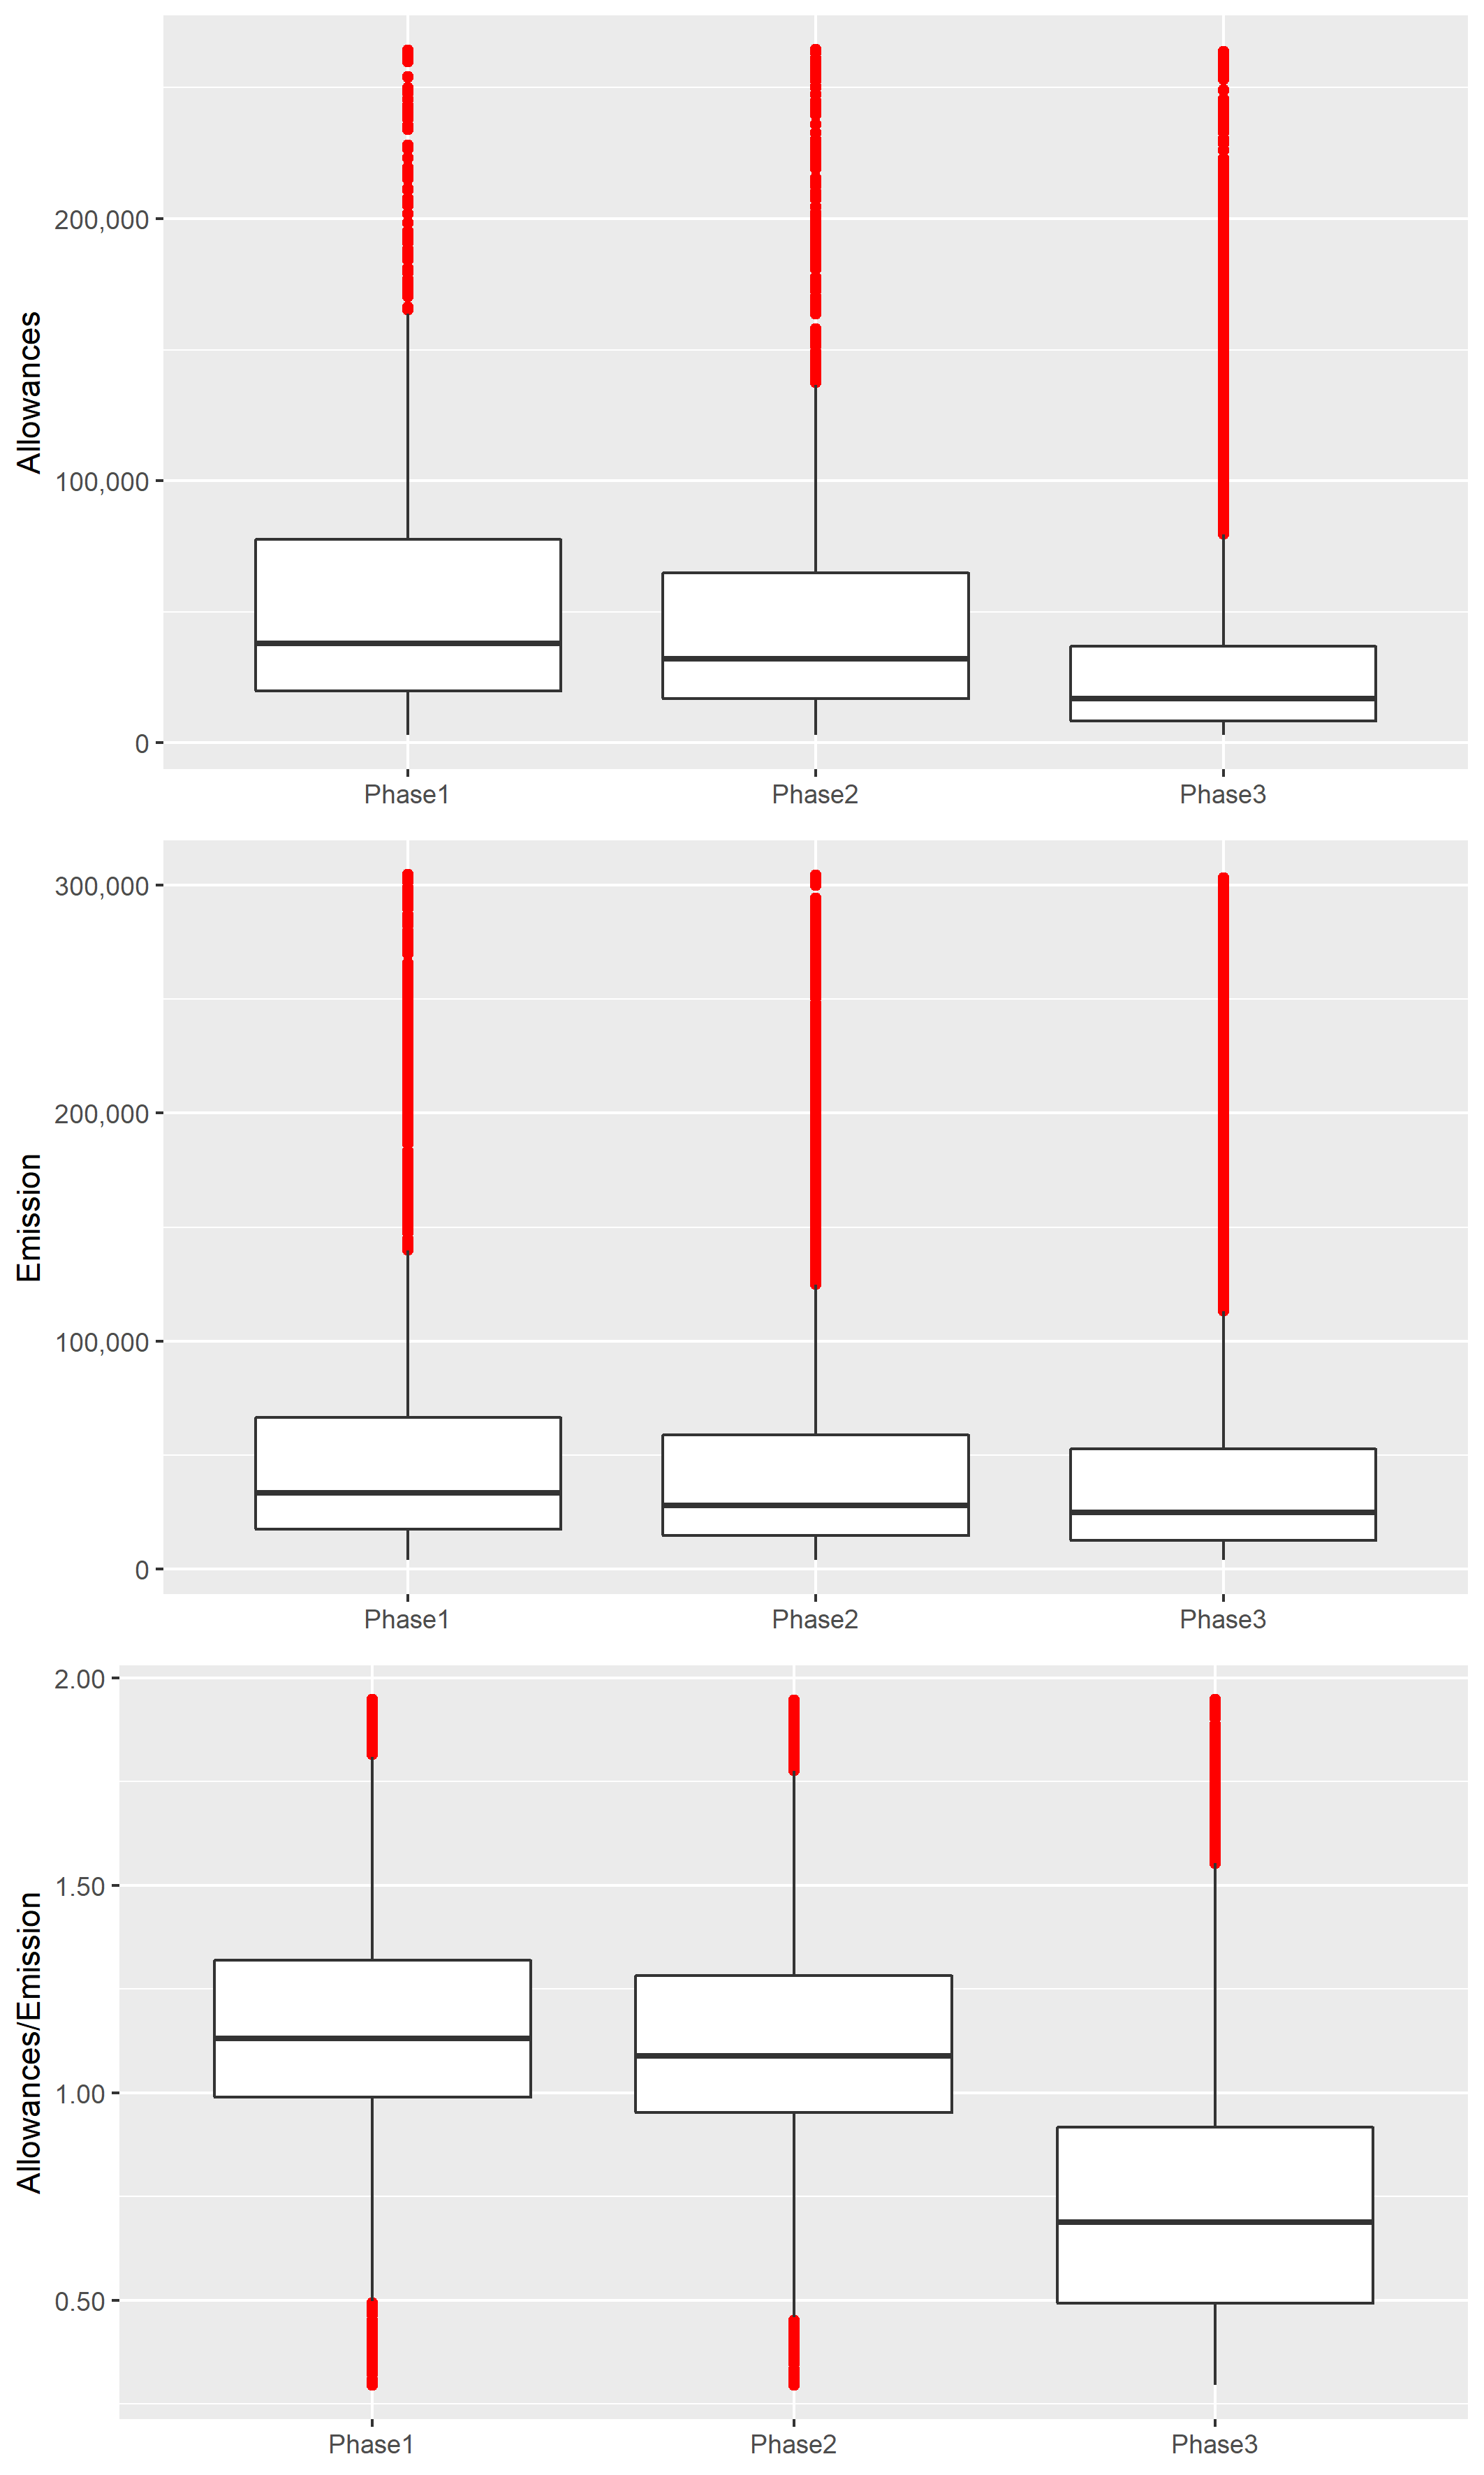 Allowances
200,000
100,000
0
Phase1 Phase2 Phase3
Emission
300,000
200,000
100,000
0
Phase1 Phase2 Phase3
Allowances/Emission
2.00
1.50
1.00
0.50
Phase1 Phase2 Phase3